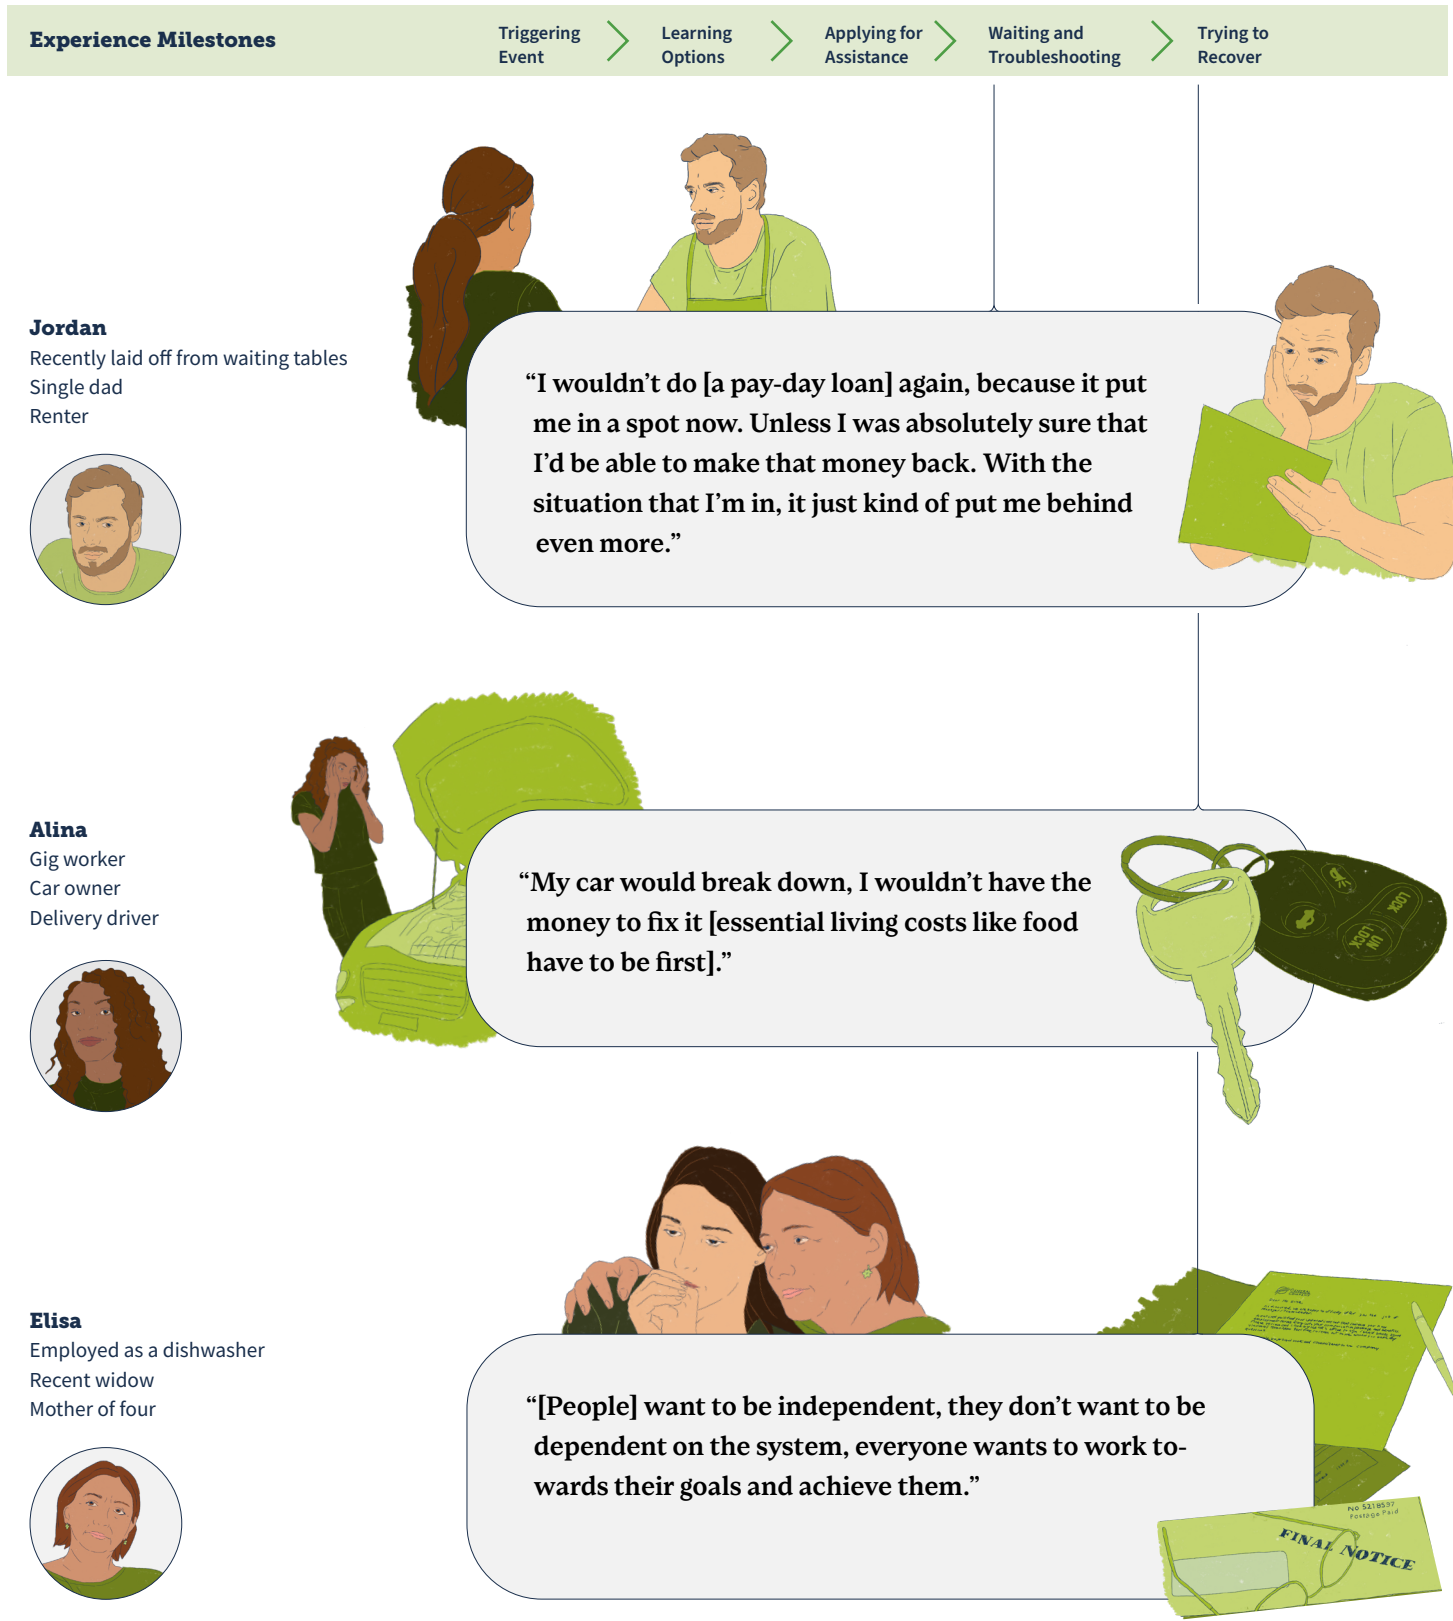 Experience Milestones
Triggering
Event
Learning
Options
Applying for
Assistance
Waiting and
Troubleshooting
Trying to
Recover
Jordan
Recently laid off from waiting tables
Single dad
Renter
“I wouldn’t do [a pay-day loan] again, because it put
me in a spot now. Unless I was absolutely sure that
I’d be able to make that money back. With the
situation that I’m in, it just kind of put me behind
even more.”
Alina
Gig worker
Car owner
Delivery driver
“My car would break down, I wouldn’t have the
money to fix it [essential living costs like food
have to be first].”
LOCK
UN
LOCK
Elisa
Employed as a dishwasher
Recent widow
Mother of four
“[People] want to be independent, they don’t want to be
dependent on the system, everyone wants to work to-
wards their goals and achieve them.”
No 5218597
Postage Paid
FINAL NOTICE